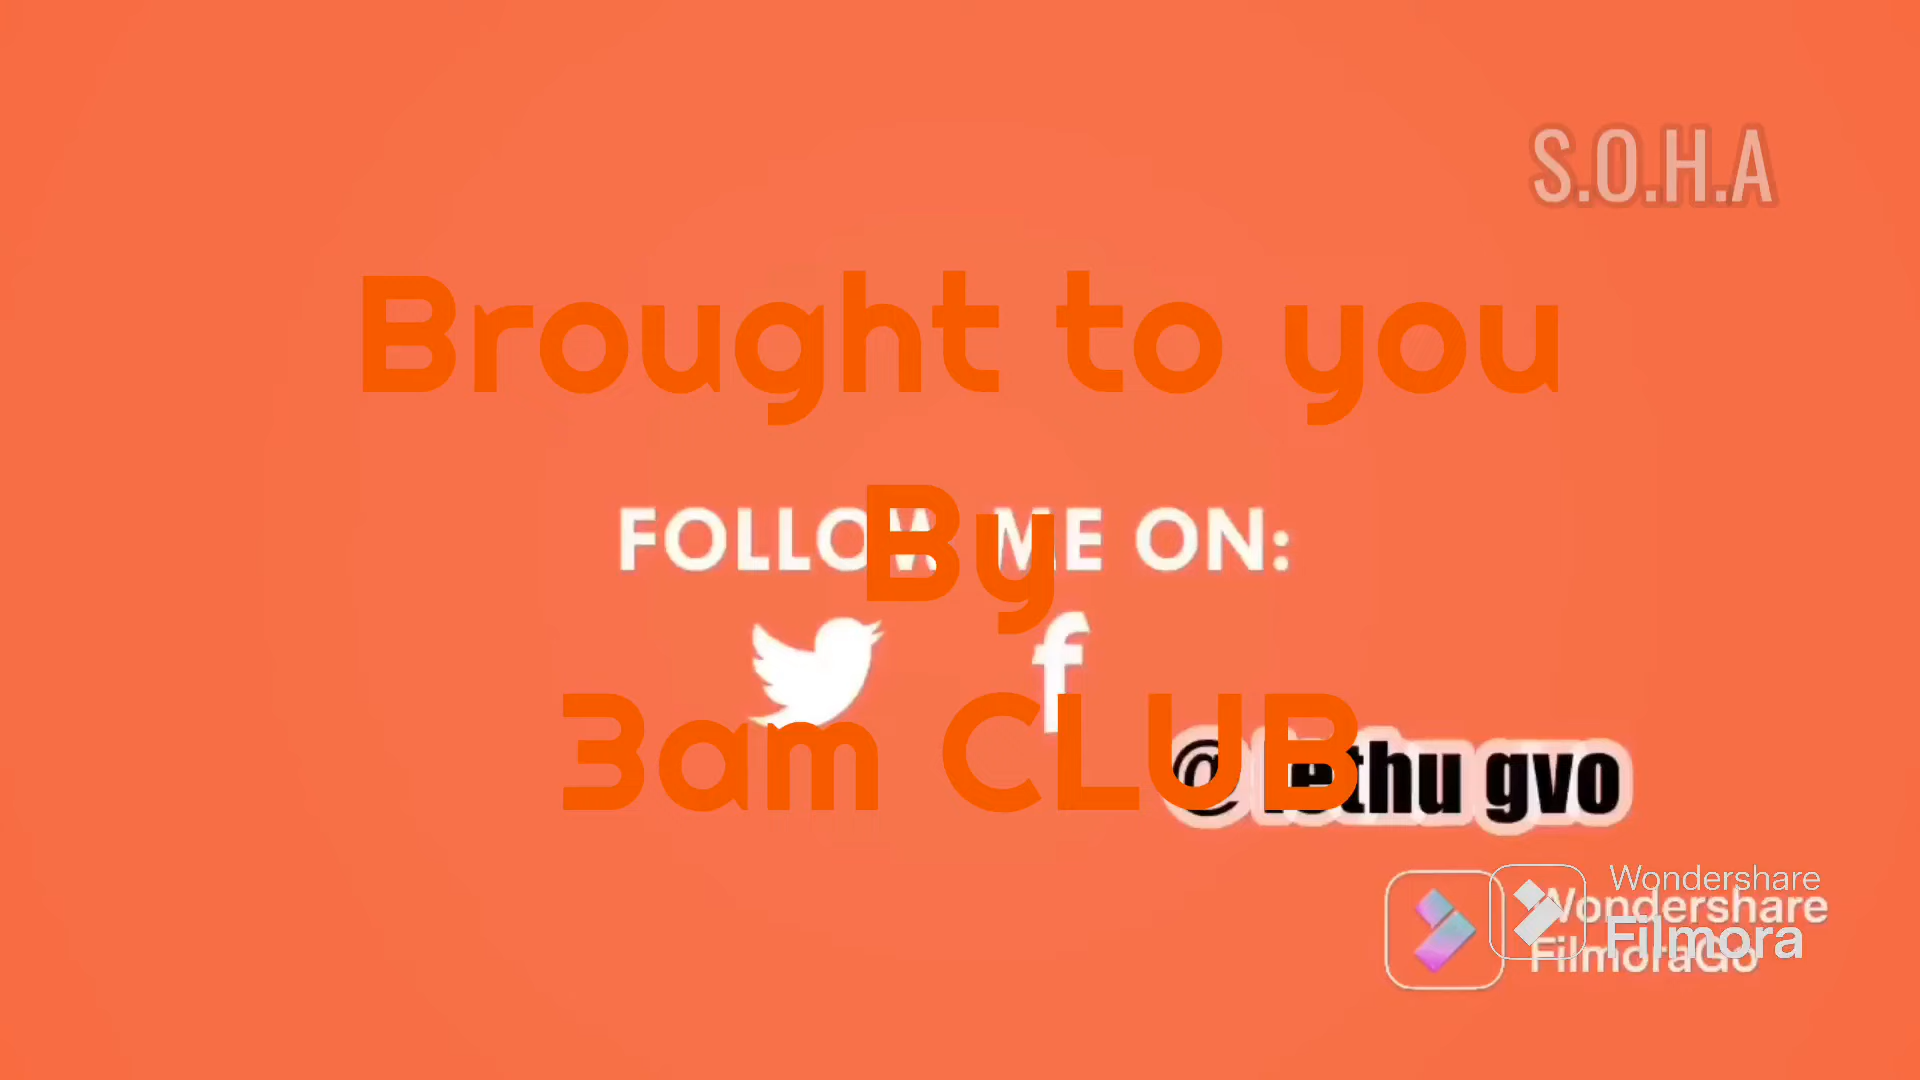 S.O.H.A
Brought to you
By
FOLLOW ME ON:
3am CLUB
@ thu gvo
Wondershare
Filmora
Wondershare
FilmoraGo